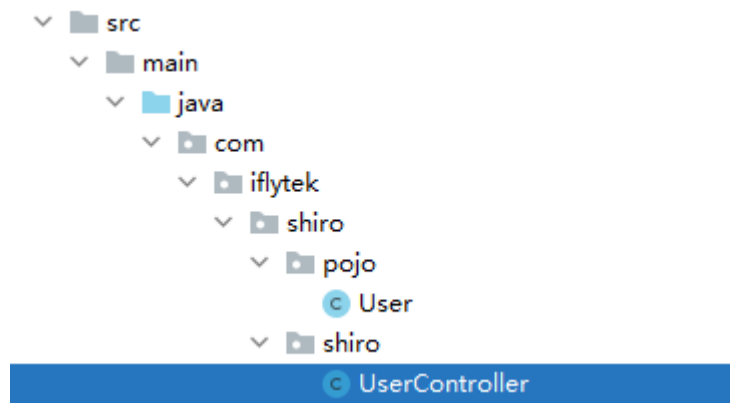 src
main
java
com
iflytek
shiro
pojo
C User
shiro
C UserController